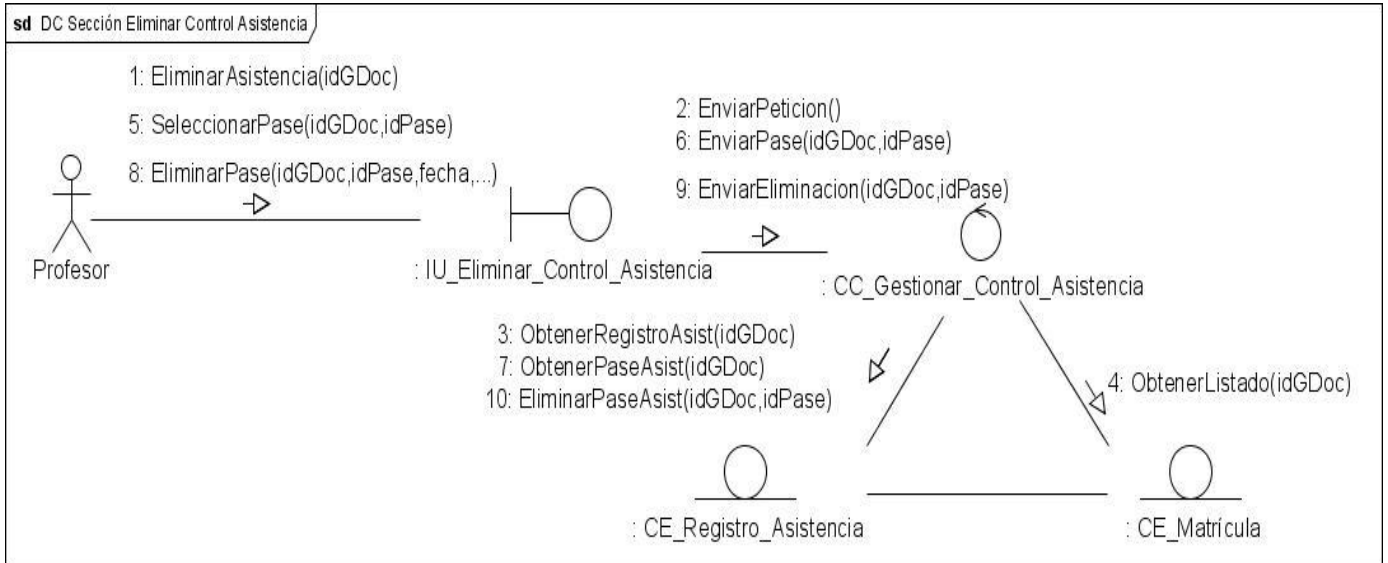 sd DC Sección Eliminar Control Asistencia
1: EliminarAsistencia(idGDoc)
5: SeleccionarPase(idGDoc,idPase)
8: EliminarPase(idGDoc,idPase,fecha,...)
2: EnviarPeticion()
6: EnviarPase(idGDoc,idPase)
9: EnviarEliminacion(idGDoc,idPase)
Profesor
: IU_Eliminar_Control_Asistencia
: CC_Gestionar_Control_Asistencia
3: ObtenerRegistroAsist(idGDoc)
7: ObtenerPaseAsist(idGDoc)
10: EliminarPaseAsist(idGDoc,idPase)
4: ObtenerListado(idGDoc)
: CE_Registro_Asistencia
: CE_Matrícula